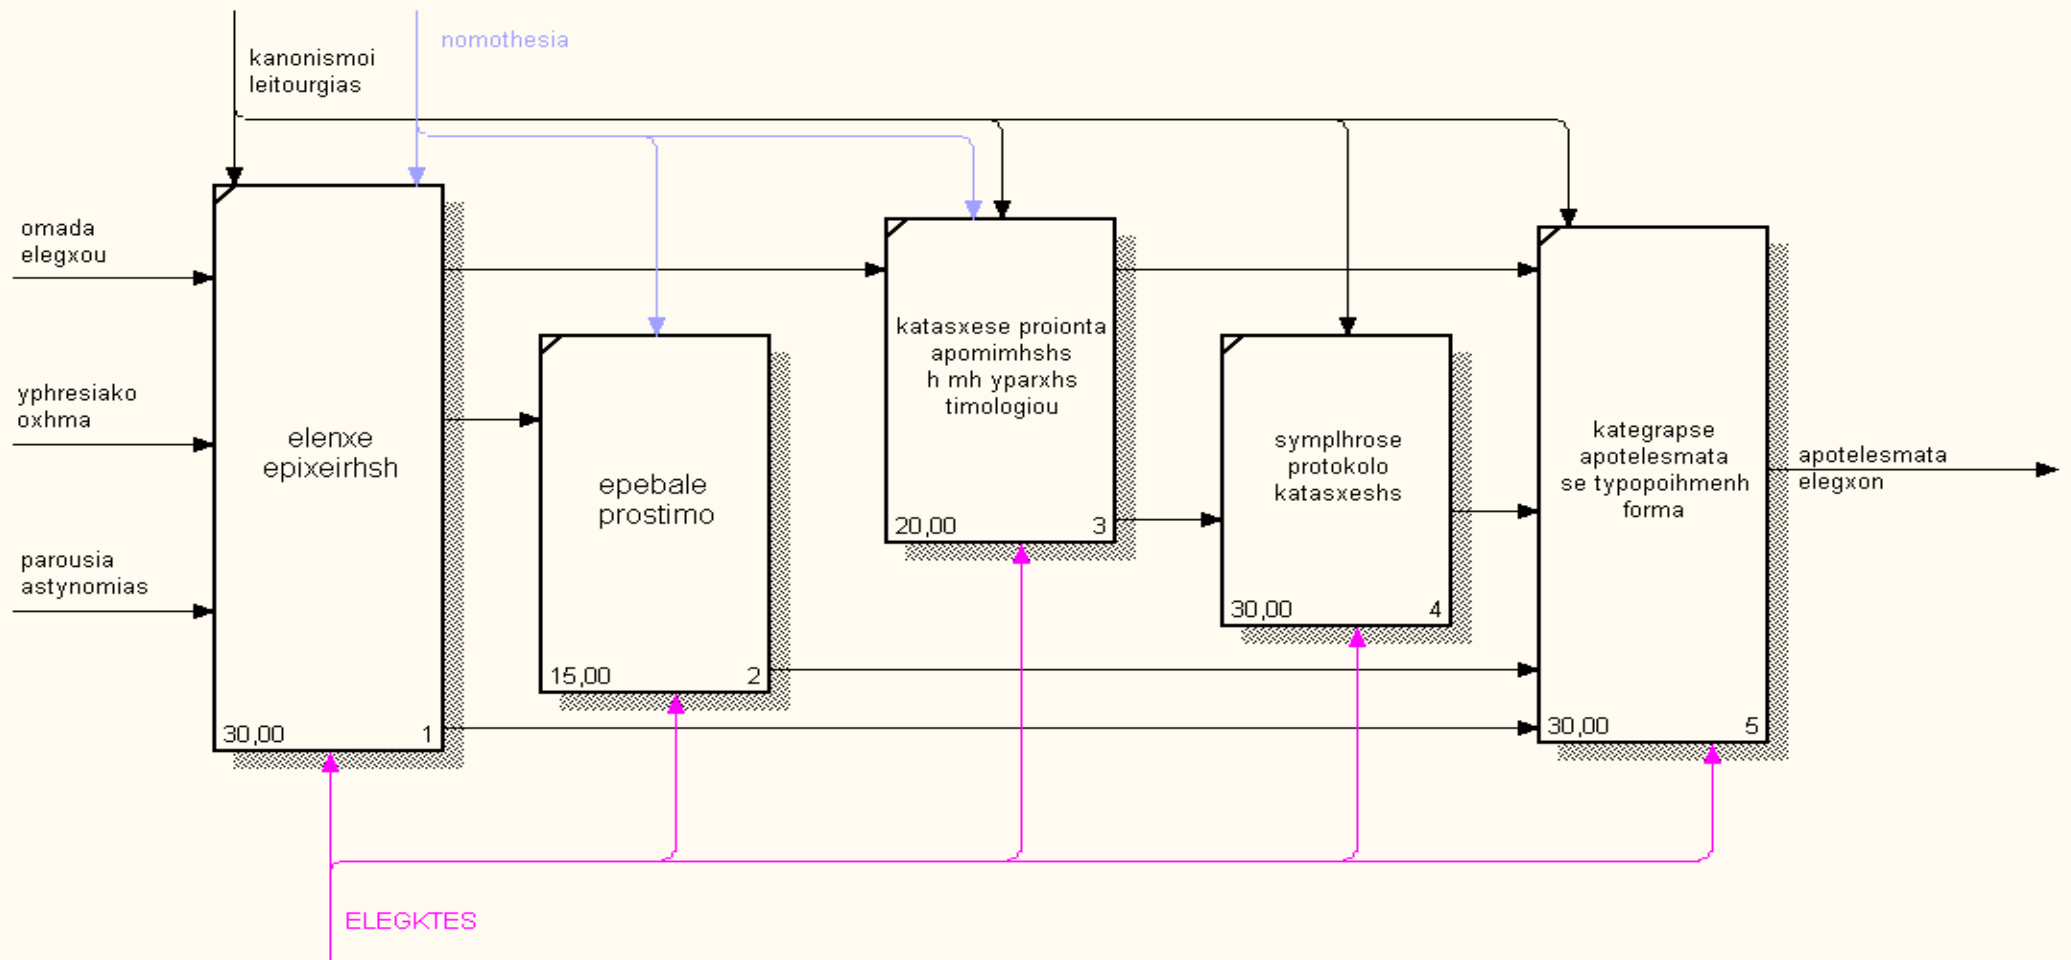 kanonismoi
leitourgias
nomothesia
omada
elegxou
yphresiako
oxhma
parousia
astynomias
elenxe
epixeirhsh
30,00 1
epebale
prostimo
15,00 2
katasxese proionta
apomimhshs
h mh yparxhs
timologiou
20,00 3
symplhrose
protokolo
katasxeshs
30,00 4
kategrapse
apotelesmata
se typopoihmenh
forma
30,00 5
apotelesmata
elegxon
ELEGKTES